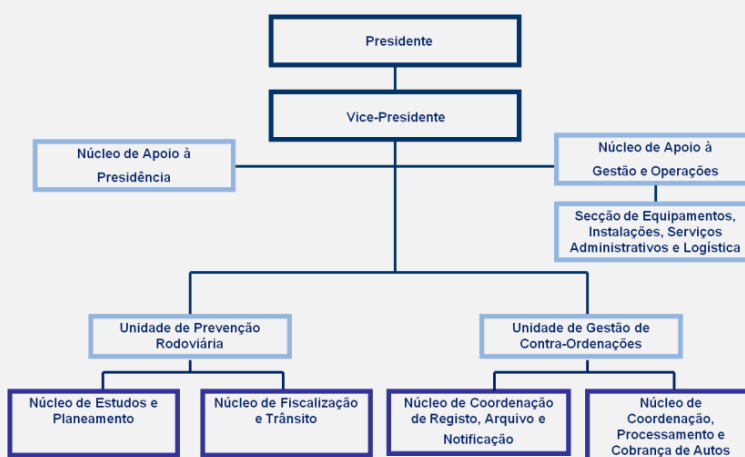 Presidente
Vice-Presidente
Núcleo de Apoio à
Presidência
Núcleo de Apoio à
Gestão e Operações
Secção de Equipamentos,
Instalações, Serviços
Administrativos e Logística
Unidade de Prevenção
Rodoviária
Unidade de Gestão de
Contra-Ordenações
Núcleo de Estudos e
Planeamento
Núcleo de Fiscalização
e Trânsito
Núcleo de Coordenação
de Registo, Arquivo e
Notificação
Núcleo de
Coordenação,
Processamento e
Cobrança de Autos